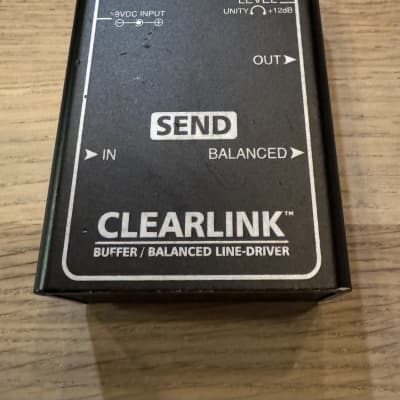 LEVEL
UNITY +12dB
9VDC INPUT
OUT
SEND
IN BALANCED
CLEARLINK™
BUFFER / BALANCED LINE-DRIVER